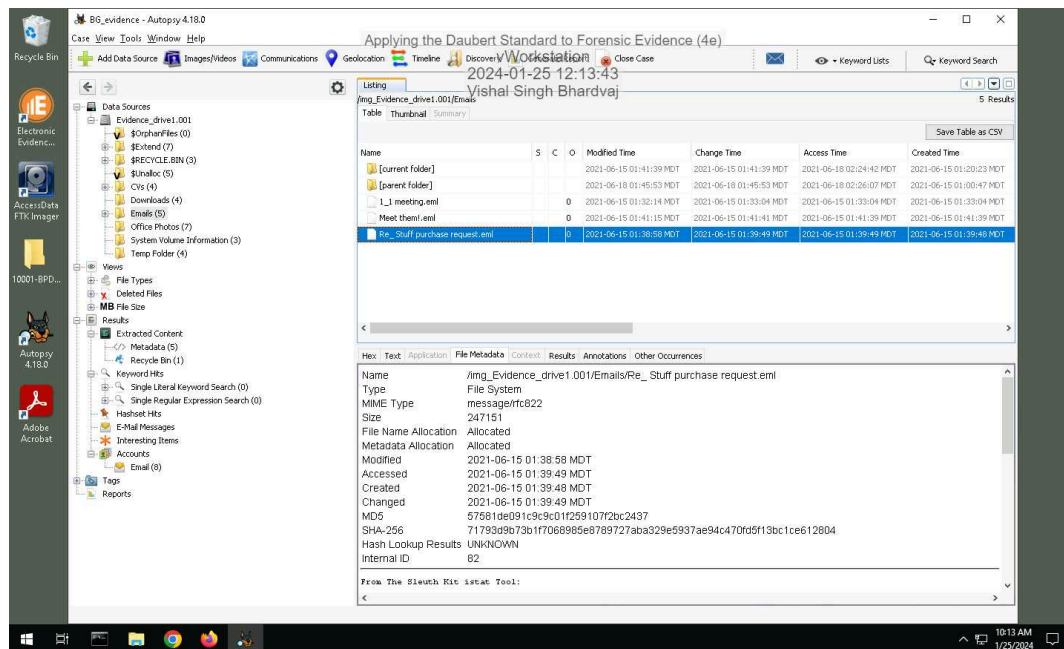 BG_evidence - Autopsy 4.18.0
Case View Tools Window Help
Applying the Daubert Standard to Forensic Evidence (4e)
vWorkstation
2024-01-25 12:13:43
Vishal Singh Bhardvaj
Add Data Source Images/Videos Communications Geolocation Timeline Discovery Close Case Keyword Lists Keyword Search
Recycle Bin
Electronic
Evidenc...
AccessData
FTK Imager
10001-BPD...
Autopsy
4.18.0
Adobe
Acrobat
Data Sources
Evidence_drive1.001
$OrphanFiles (0)
$Extend (7)
$RECYCLE.BIN (3)
$Unalloc (5)
CVs (4)
Downloads (4)
Emails (5)
Office Photos (7)
System Volume Information (3)
Temp Folder (4)
Views
File Types
Deleted Files
MB File Size
Results
Extracted Content
Metadata (5)
Recycle Bin (1)
Keyword Hits
Single Literal Keyword Search (0)
Single Regular Expression Search (0)
Hashset Hits
E-Mail Messages
Interesting Items
Accounts
Email (8)
Tags
Reports
Listing
/img_Evidence_drive1.001/Emails
5 Results
Table Thumbnail Summary
Save Table as CSV
Name S C O Modified Time Change Time Access Time Created Time
[current folder] 2021-06-15 01:41:39 MDT 2021-06-15 01:41:39 MDT 2021-06-18 02:24:42 MDT 2021-06-15 01:20:23 MDT
[parent folder] 2021-06-18 01:45:53 MDT 2021-06-18 01:45:53 MDT 2021-06-18 02:26:07 MDT 2021-06-15 01:00:47 MDT
1_1 meeting.eml 0 2021-06-15 01:32:14 MDT 2021-06-15 01:33:04 MDT 2021-06-15 01:33:04 MDT 2021-06-15 01:33:04 MDT
Meet them!.eml 0 2021-06-15 01:41:15 MDT 2021-06-15 01:41:41 MDT 2021-06-15 01:41:39 MDT 2021-06-15 01:41:39 MDT
Re_ Stuff purchase request.eml 0 2021-06-15 01:38:58 MDT 2021-06-15 01:39:49 MDT 2021-06-15 01:39:49 MDT 2021-06-15 01:39:48 MDT
Hex Text Application File Metadata Context Results Annotations Other Occurrences
Name /img_Evidence_drive1.001/Emails/Re_ Stuff purchase request.eml
Type File System
MIME Type message/rfc822
Size 247151
File Name Allocation Allocated
Metadata Allocation Allocated
Modified 2021-06-15 01:38:58 MDT
Accessed 2021-06-15 01:39:49 MDT
Created 2021-06-15 01:39:48 MDT
Changed 2021-06-15 01:39:49 MDT
MD5 57581de091c9c9c01f259107f2bc2437
SHA-256 71793d9b73b1f7068985e8789727aba329e5937ae94c470fd5f13bc1ce612804
Hash Lookup Results UNKNOWN
Internal ID 82
From The Sleuth Kit istat Tool:
10:13 AM
1/25/2024